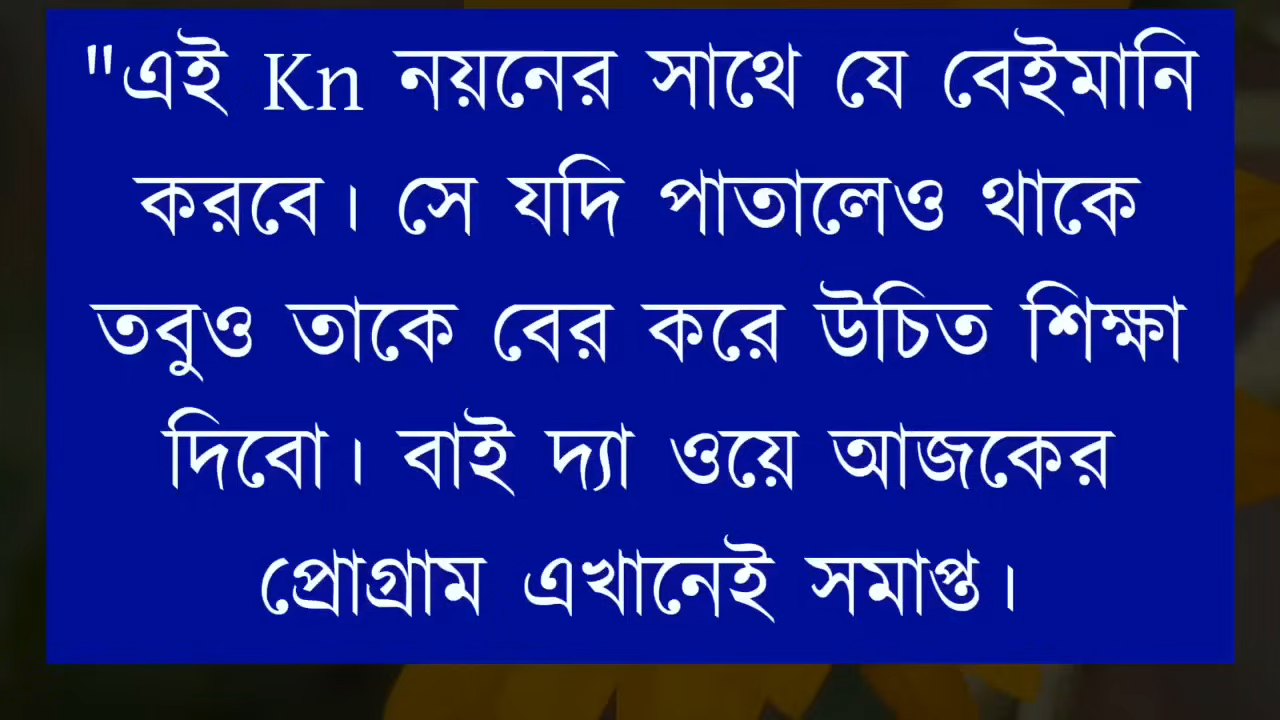 "এই Kn নয়নের সাথে যে বেইমানি
করবে। সে যদি পাতালেও থাকে
তবুও তাকে বের করে উচিত শিক্ষা
দিবো। বাই দ্যা ওয়ে আজকের
প্রোগ্রাম এখানেই সমাপ্ত।